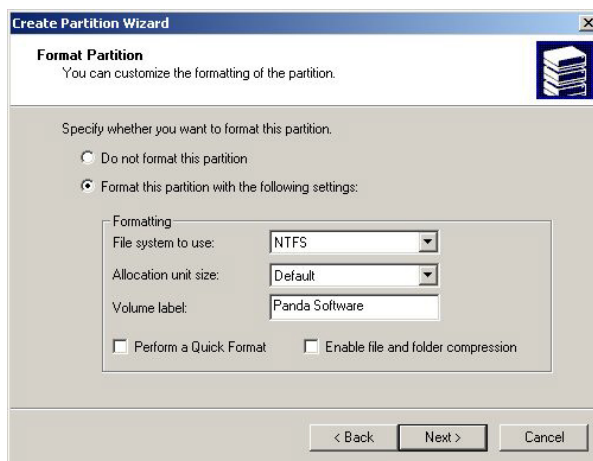 Create Partition Wizard
Format Partition
You can customize the formatting of the partition.
Specify whether you want to format this partition.
Do not format this partition
Format this partition with the following settings:
Formatting
File system to use: NTFS
Allocation unit size: Default
Volume label: Panda Software
Perform a Quick Format Enable file and folder compression
< Back Next > Cancel